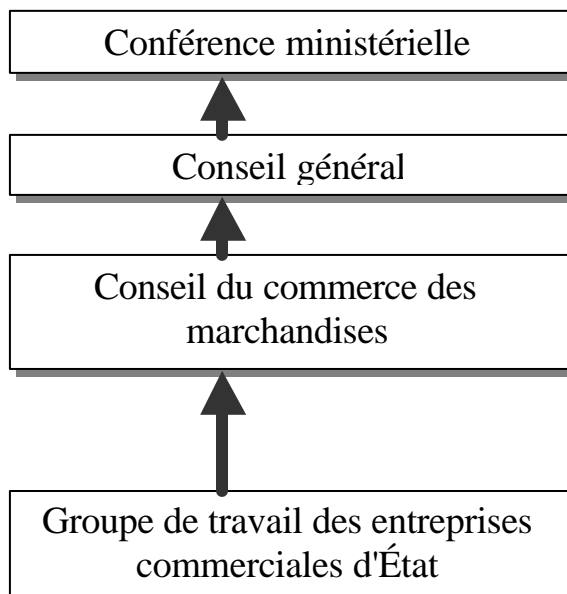 Conférence ministérielle
Conseil général
Conseil du commerce des
marchandises
Groupe de travail des entreprises
commerciales d'État